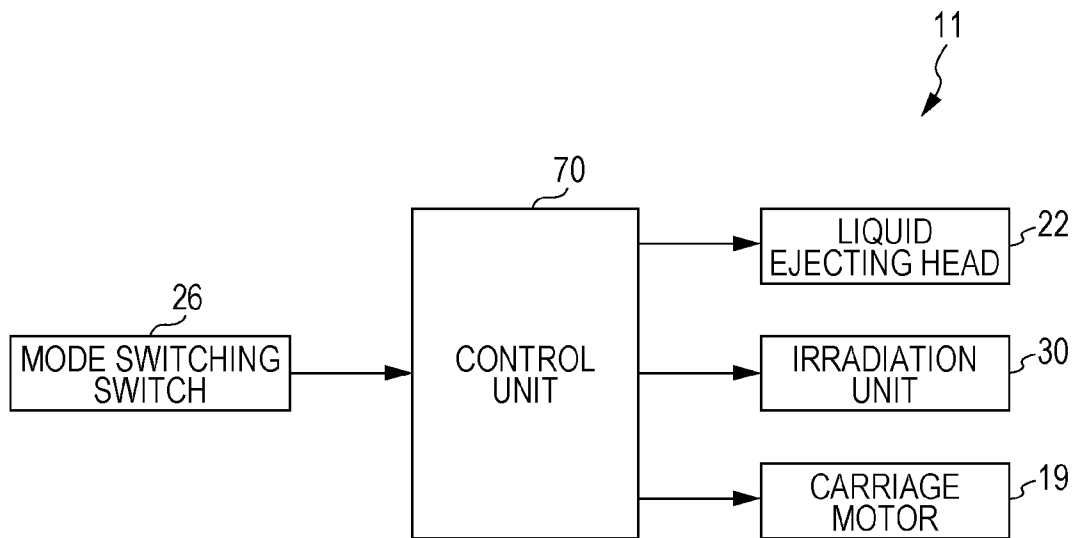 11
70
LIQUID
EJECTING HEAD
22
26
MODE SWITCHING
SWITCH
CONTROL
UNIT
IRRADIATION
UNIT
30
CARRIAGE
MOTOR
19